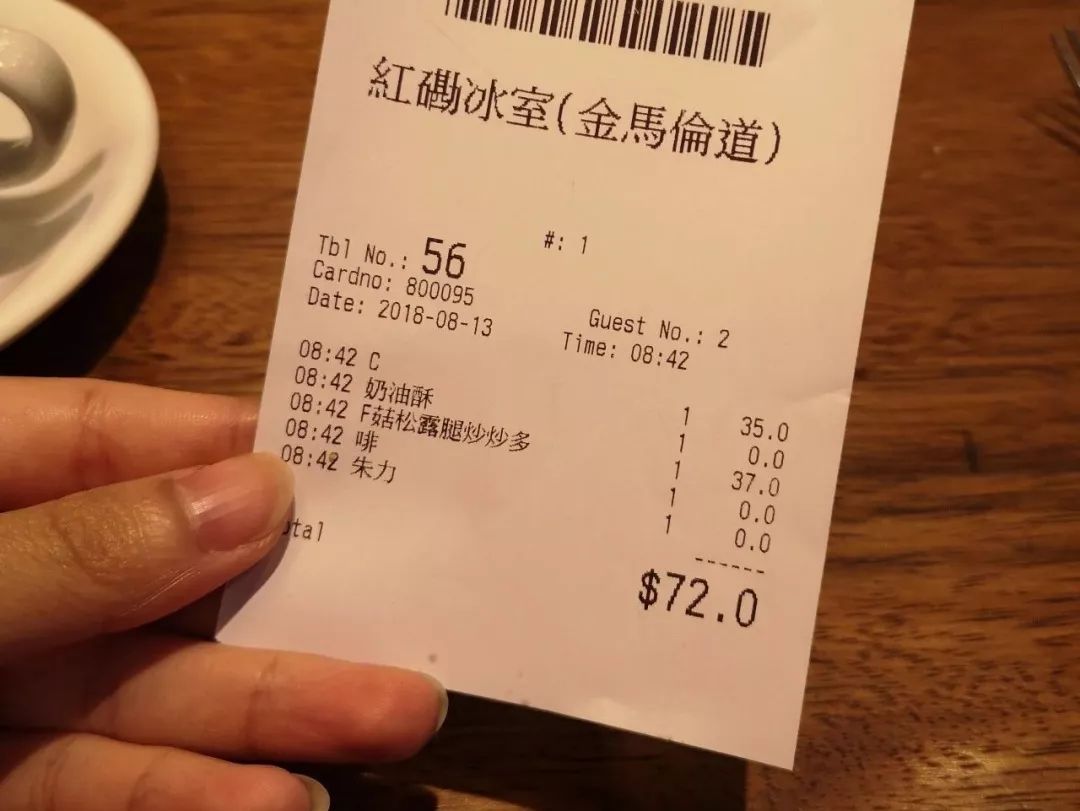 紅磡冰室(金馬倫道)
#: 1
Tbl No.: 56
Cardno: 800095
Guest No.: 2
Date: 2018-08-13 Time: 08:42
08:42 C 1 35.0
08:42 奶油酥 1 0.0
08:42 F菇松露腿炒炒多 1 37.0
08:42 啡 1 0.0
08:42 朱力 1 0.0
otal $72.0